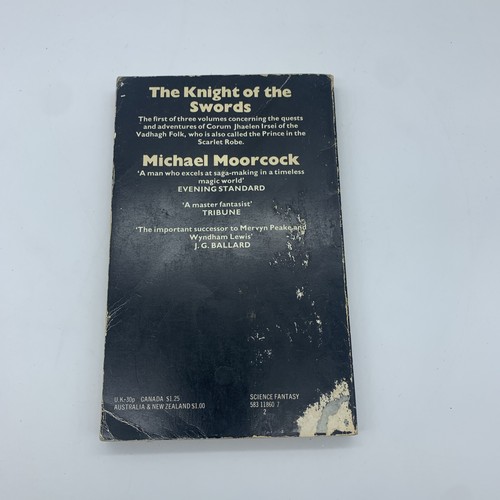 The Knight of the
Swords
The first of three volumes concerning the quests
and adventures of Corum Jhaelen Irsei of the
Vadhagh Folk, who is also called the Prince in the
Scarlet Robe.
Michael Moorcock
'A man who excels at saga-making in a timeless
magic world'
EVENING STANDARD
'A master fantasist'
TRIBUNE
'The important successor to Mervyn Peake and
Wyndham Lewis'
J. G. BALLARD
U.K.:30p CANADA $1.25
AUSTRALIA & NEW ZEALAND $1.00
SCIENCE FANTASY
583 11860 7
2